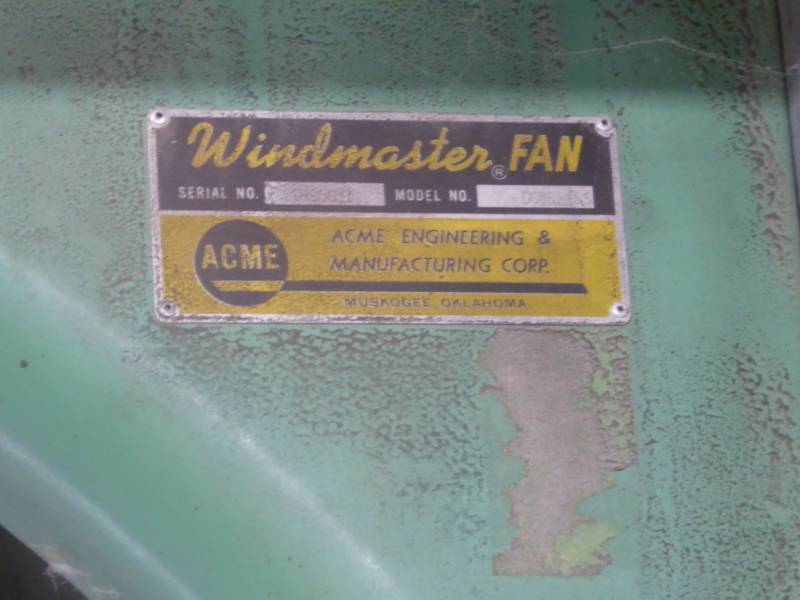 Windmaster® FAN
SERIAL NO. MODEL NO.
ACME
ACME ENGINEERING &
MANUFACTURING CORP.
MUSKOGEE OKLAHOMA